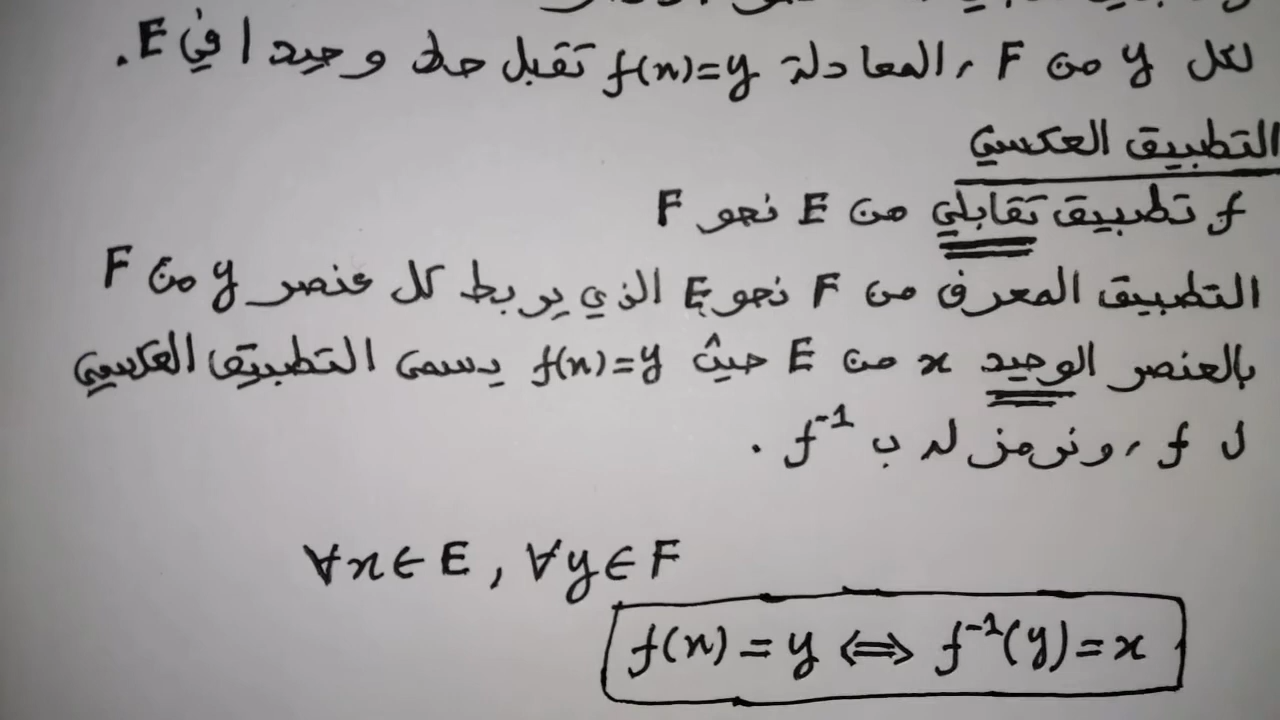 لكل y من F ، المعادلة f(x)=y تقبل حلا وحيدا في E .
التطبيق العكسي
f تطبيق تقابلي من E نحو F
التطبيق المعرف من F نحو E الذي يربط كل عنصر y من F
بالعنصر الوحيد x من E حيث f(x)=y يسمى التطبيق العكسي
ل f ، ونرمز له ب f⁻¹ .
∀x∈E , ∀y∈F
f(x)=y ⟺ f⁻¹(y)=x